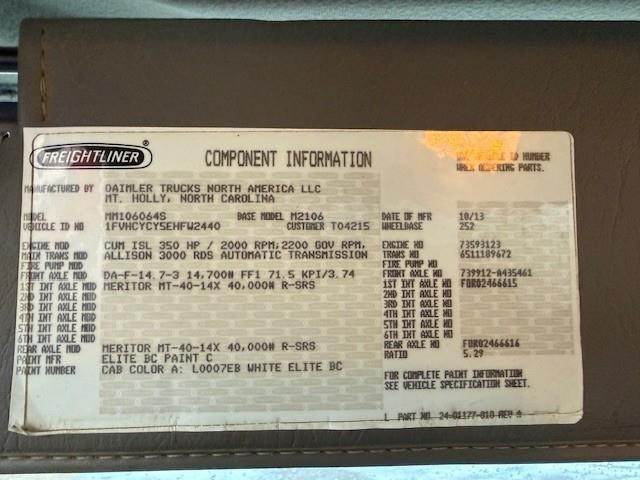 FREIGHTLINER ®
COMPONENT INFORMATION
NUMBER
WHEN ORDERING PARTS.
MANUFACTURED BY DAIMLER TRUCKS NORTH AMERICA LLC
MT. HOLLY, NORTH CAROLINA
MODEL MM106064S BASE MODEL M2106 DATE OF MFR 10/13
VEHICLE ID NO 1FVHCYCY5EHFW2440 CUSTOMER T04215 WHEELBASE 252
ENGINE MOD CUM ISL 350 HP / 2000 RPM;2200 GOV RPM, ENGINE NO 73593123
MAIN TRANS MOD ALLISON 3000 RDS AUTOMATIC TRANSMISSION TRANS NO 6511189672
FIRE PUMP MOD FIRE PUMP NO
FRONT AXLE MOD DA-F-14.7-3 14,700# FF1 71.5 KPI/3.74 FRONT AXLE NO 739912-A435461
1ST INT AXLE MOD MERITOR MT-40-14X 40,000# R-SRS 1ST INT AXLE NO FUR02466615
2ND INT AXLE MOD 2ND INT AXLE NO
3RD INT AXLE MOD 3RD INT AXLE NO
4TH INT AXLE MOD 4TH INT AXLE NO
5TH INT AXLE MOD 5TH INT AXLE NO
6TH INT AXLE MOD 6TH INT AXLE NO
REAR AXLE MOD MERITOR MT-40-14X 40,000# R-SRS REAR AXLE NO FUR02466616
PAINT MFR ELITE BC PAINT C RATIO 5.29
PAINT NUMBER CAB COLOR A: L0007EB WHITE ELITE BC
FOR COMPLETE PAINT INFORMATION
SEE VEHICLE SPECIFICATION SHEET.
L PART NO. 24-01177-010 REV